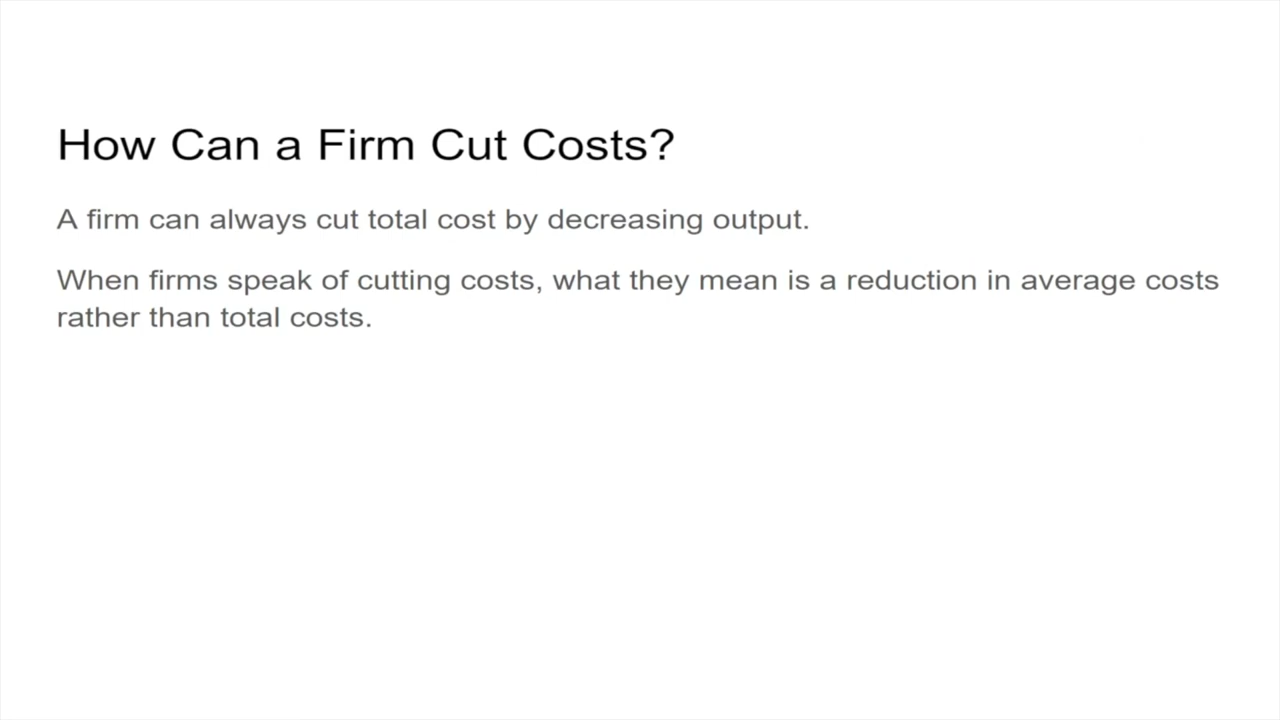 How Can a Firm Cut Costs?
A firm can always cut total cost by decreasing output.
When firms speak of cutting costs, what they mean is a reduction in average costs
rather than total costs.